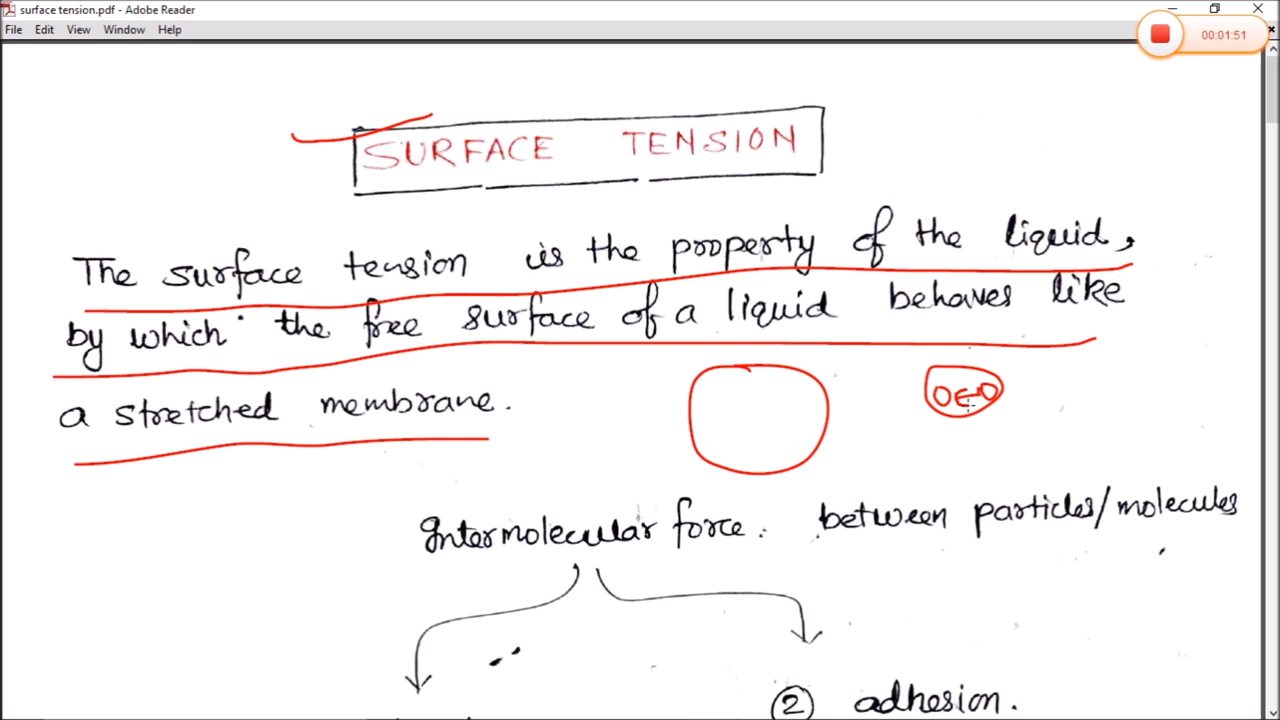 surface tension.pdf - Adobe Reader
File Edit View Window Help
00:01:51
SURFACE TENSION
The surface tension is the property of the liquid,
by which the free surface of a liquid behaves like
a stretched membrane.
Intermolecular force. between particles/molecules
② adhesion.